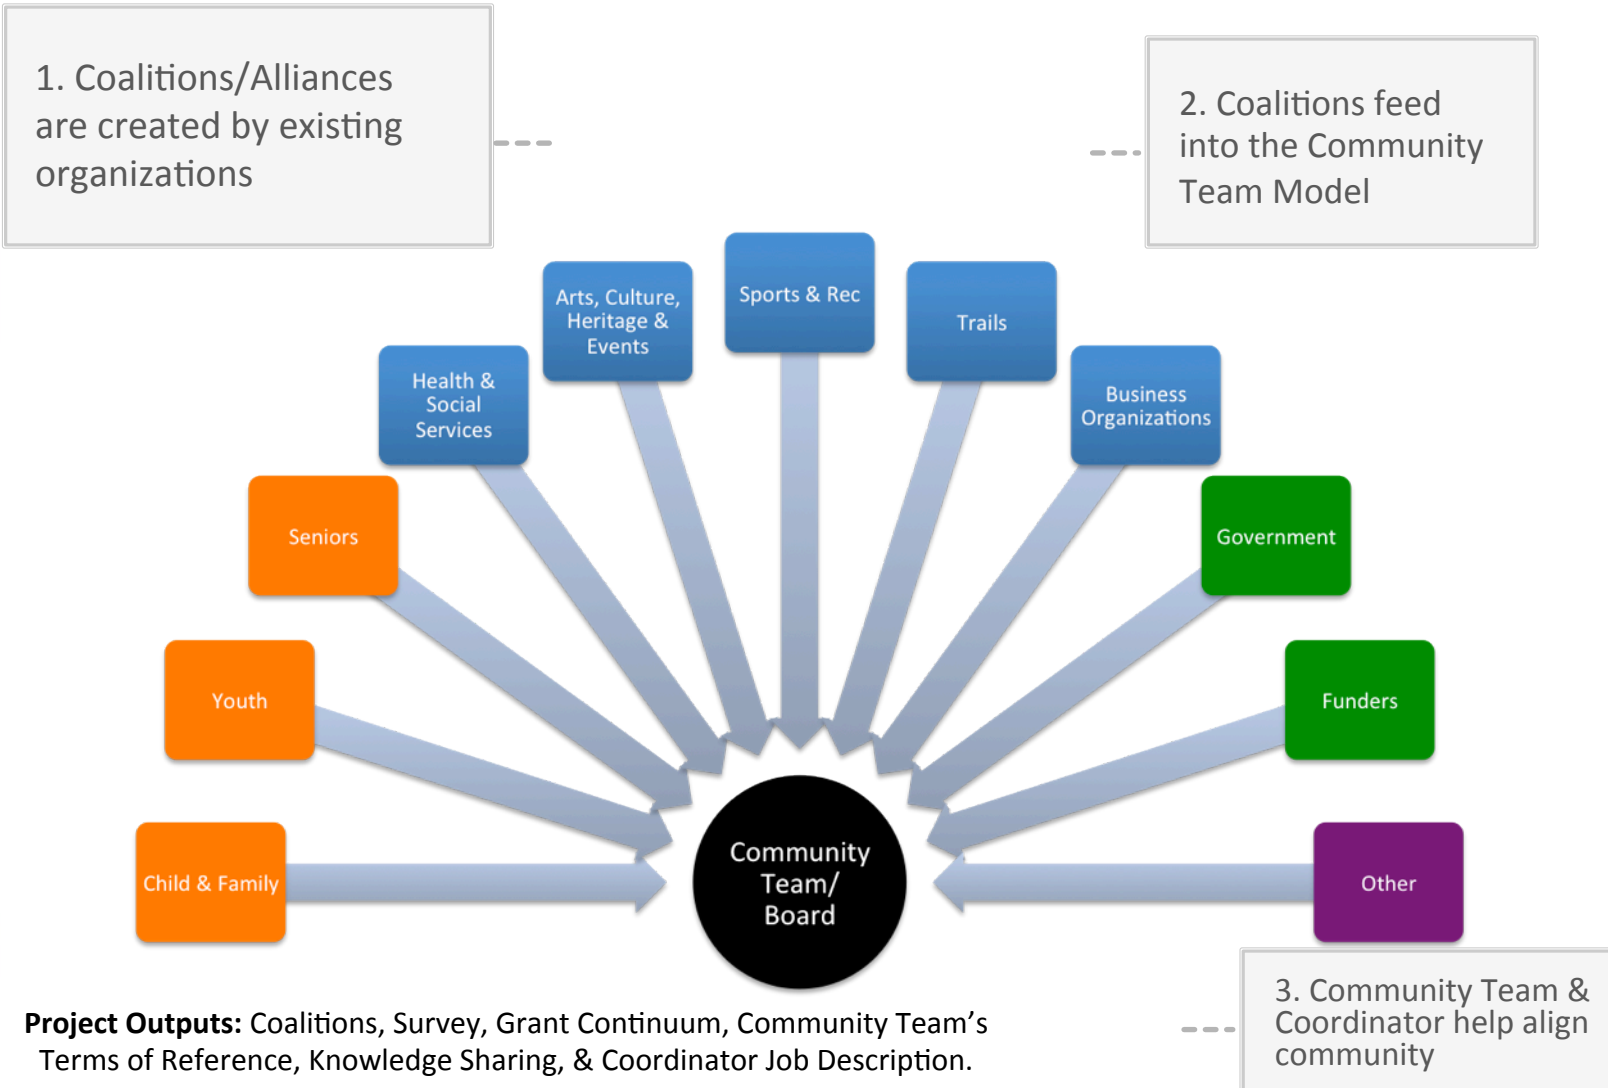 1. Coalitions/Alliances
are created by existing
organizations
2. Coalitions feed
into the Community
Team Model
Sports & Rec
Arts, Culture,
Heritage &
Events
Trails
Health &
Social
Services
Business
Organizations
Seniors
Government
Youth
Funders
Child & Family
Community
Team/
Board
Other
3. Community Team &
Coordinator help align
community
Project Outputs: Coalitions, Survey, Grant Continuum, Community Team’s
Terms of Reference, Knowledge Sharing, & Coordinator Job Description.